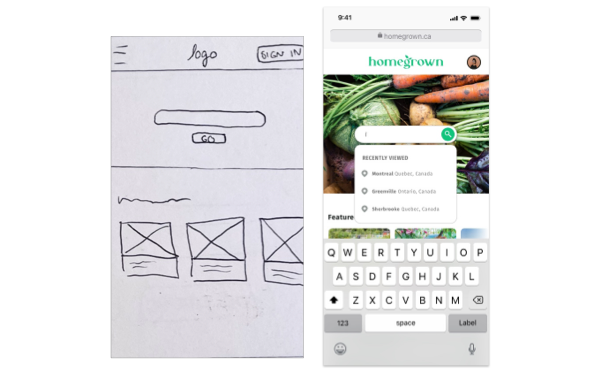 logo
SIGN IN
GO
9:41
homegrown.ca
homegrown
RECENTLY VIEWED
Montreal Quebec, Canada
Greenville Ontario, Canada
Sherbrooke Quebec, Canada
Feature
Q W E R T Y U I O P
A S D F G H J K L
Z X C V B N M
123 space Label